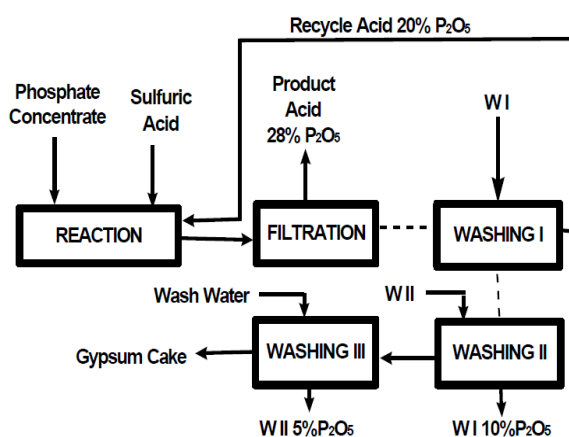 Recycle Acid 20% P₂O₅
Phosphate
Concentrate
Sulfuric
Acid
Product
Acid
28% P₂O₅
W I
REACTION
FILTRATION
WASHING I
Wash Water
W II
Gypsum Cake
WASHING III
WASHING II
W II 5%P₂O₅
W I 10%P₂O₅